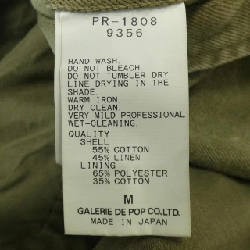 PR-1808
9356
HAND WASH.
DO NOT BLEACH.
DO NOT TUMBLER DRY
LINE DRYING IN THE
SHADE.
WARM IRON.
DRY CLEAN.
VERY MILD PROFESSIONAL
WET-CLEANING.
QUALITY
SHELL
55% COTTON
45% LINEN
LINING
65% POLYESTER
35% COTTON
M
GALERIE DE POP CO.LTD.
MADE IN JAPAN